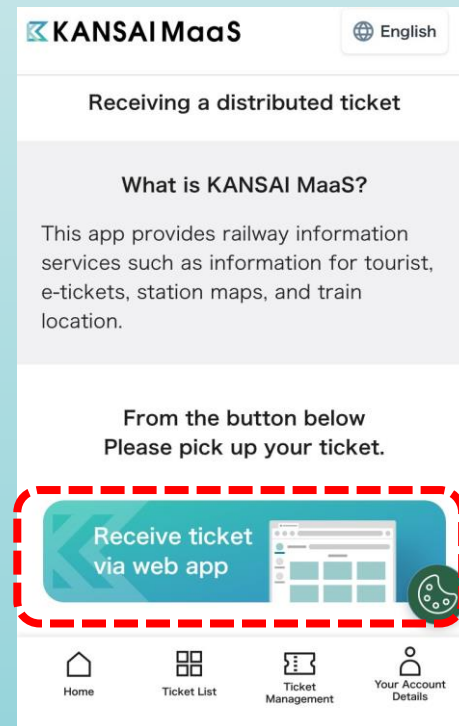 KANSAI MaaS
English
Receiving a distributed ticket
What is KANSAI MaaS?
This app provides railway information
services such as information for tourist,
e-tickets, station maps, and train
location.
From the button below
Please pick up your ticket.
Receive ticket
via web app
Home
Ticket List
Ticket
Management
Your Account
Details